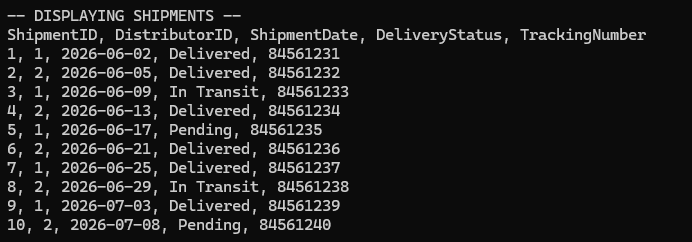 -- DISPLAYING SHIPMENTS --
ShipmentID, DistributorID, ShipmentDate, DeliveryStatus, TrackingNumber
1, 1, 2026-06-02, Delivered, 84561231
2, 2, 2026-06-05, Delivered, 84561232
3, 1, 2026-06-09, In Transit, 84561233
4, 2, 2026-06-13, Delivered, 84561234
5, 1, 2026-06-17, Pending, 84561235
6, 2, 2026-06-21, Delivered, 84561236
7, 1, 2026-06-25, Delivered, 84561237
8, 2, 2026-06-29, In Transit, 84561238
9, 1, 2026-07-03, Delivered, 84561239
10, 2, 2026-07-08, Pending, 84561240